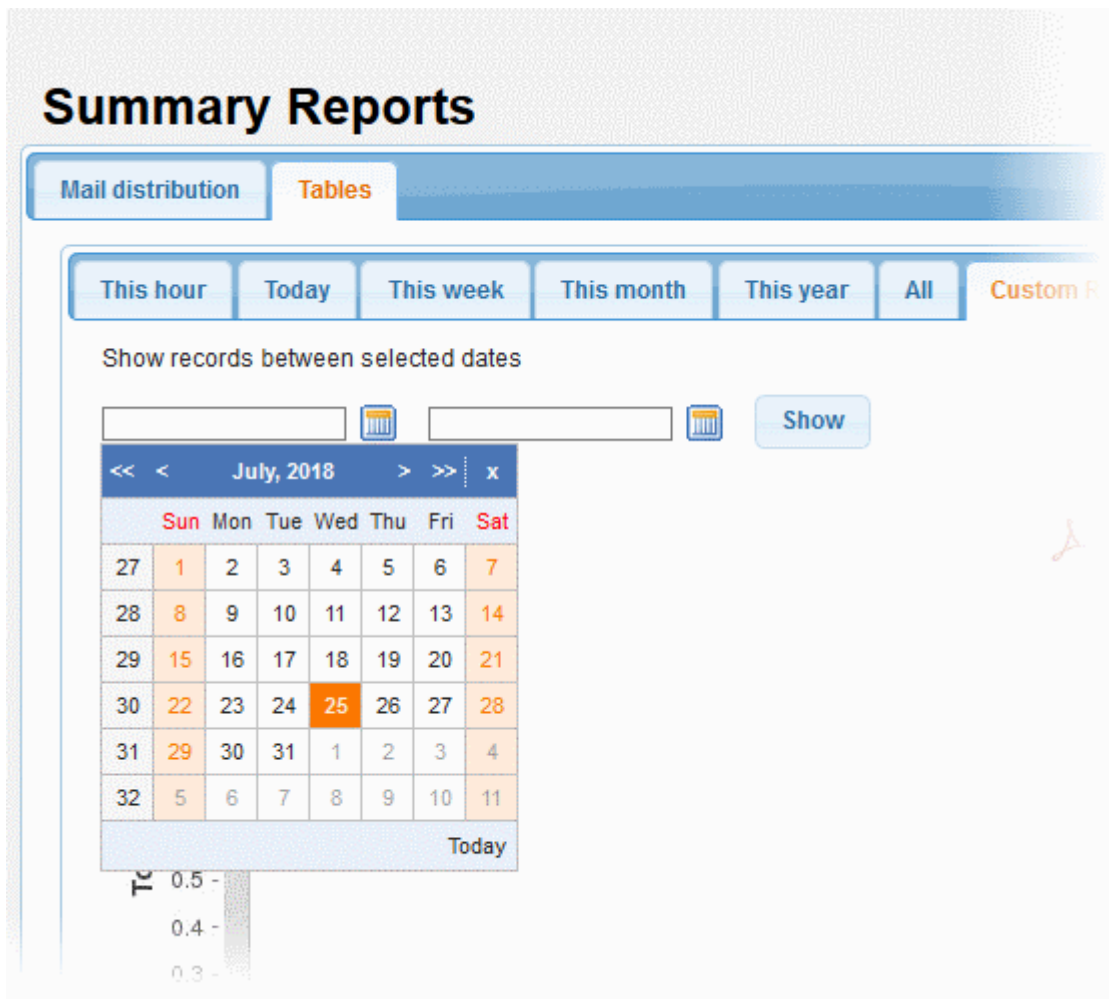 Summary Reports
Mail distribution Tables
This hour Today This week This month This year All Custom R
Show records between selected dates
Show
<< < July, 2018 > >> x
Sun Mon Tue Wed Thu Fri Sat
27 1 2 3 4 5 6 7
28 8 9 10 11 12 13 14
29 15 16 17 18 19 20 21
30 22 23 24 25 26 27 28
31 29 30 31 1 2 3 4
32 5 6 7 8 9 10 11
Today
0.5
0.4
0.3